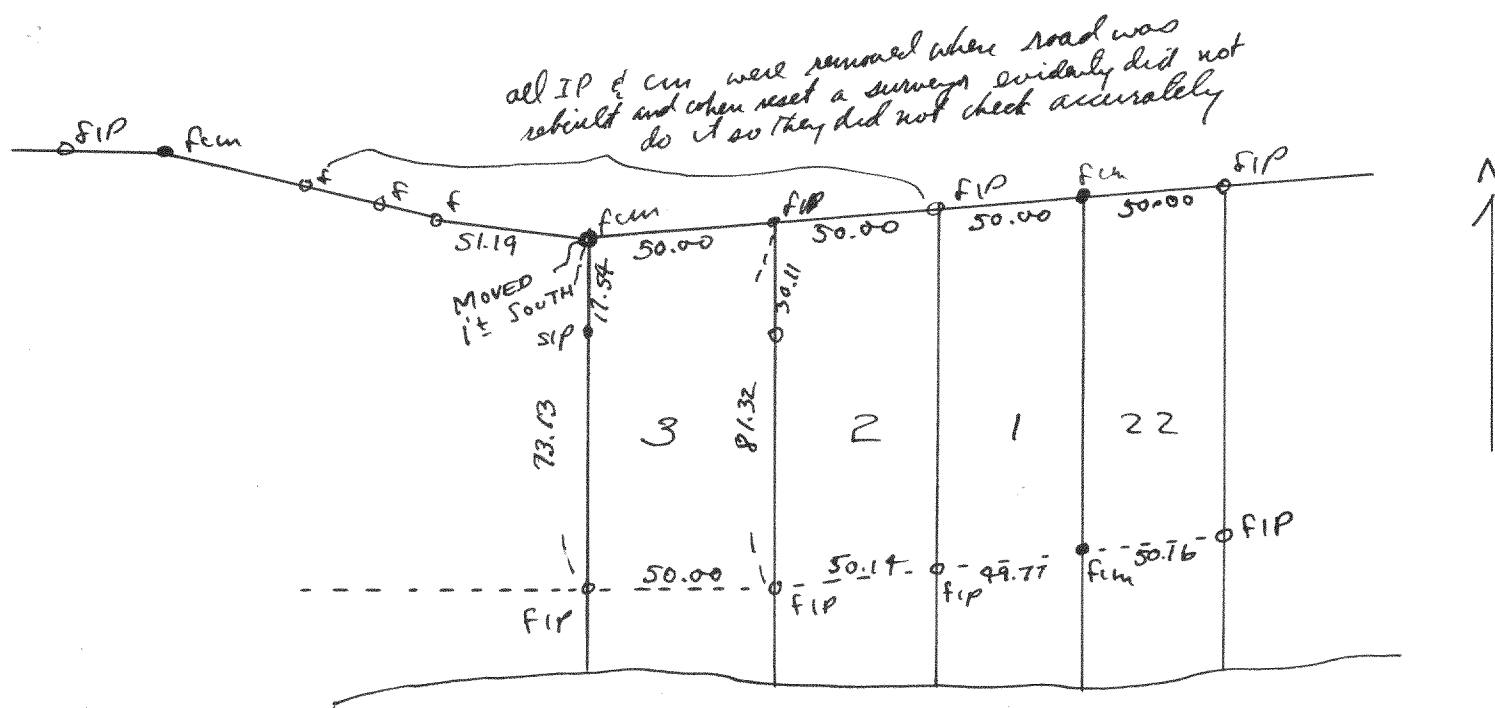 all IP & cm were removed when road was
rebuilt and when reset a surveyor evidenly did not
do it so they did not check accurately
fIP
fcm
f
f
f
51.19
fcm
50.00
fIP
50.00
fIP
50.00
fcm
50.00
fIP
N
MOVED
1'± SOUTH
17.54
SIP
30.11
73.13
3
81.32
2
1
22
fIP
50.00
fIP
50.14
fIP
49.77
fcm
50.16
fIP